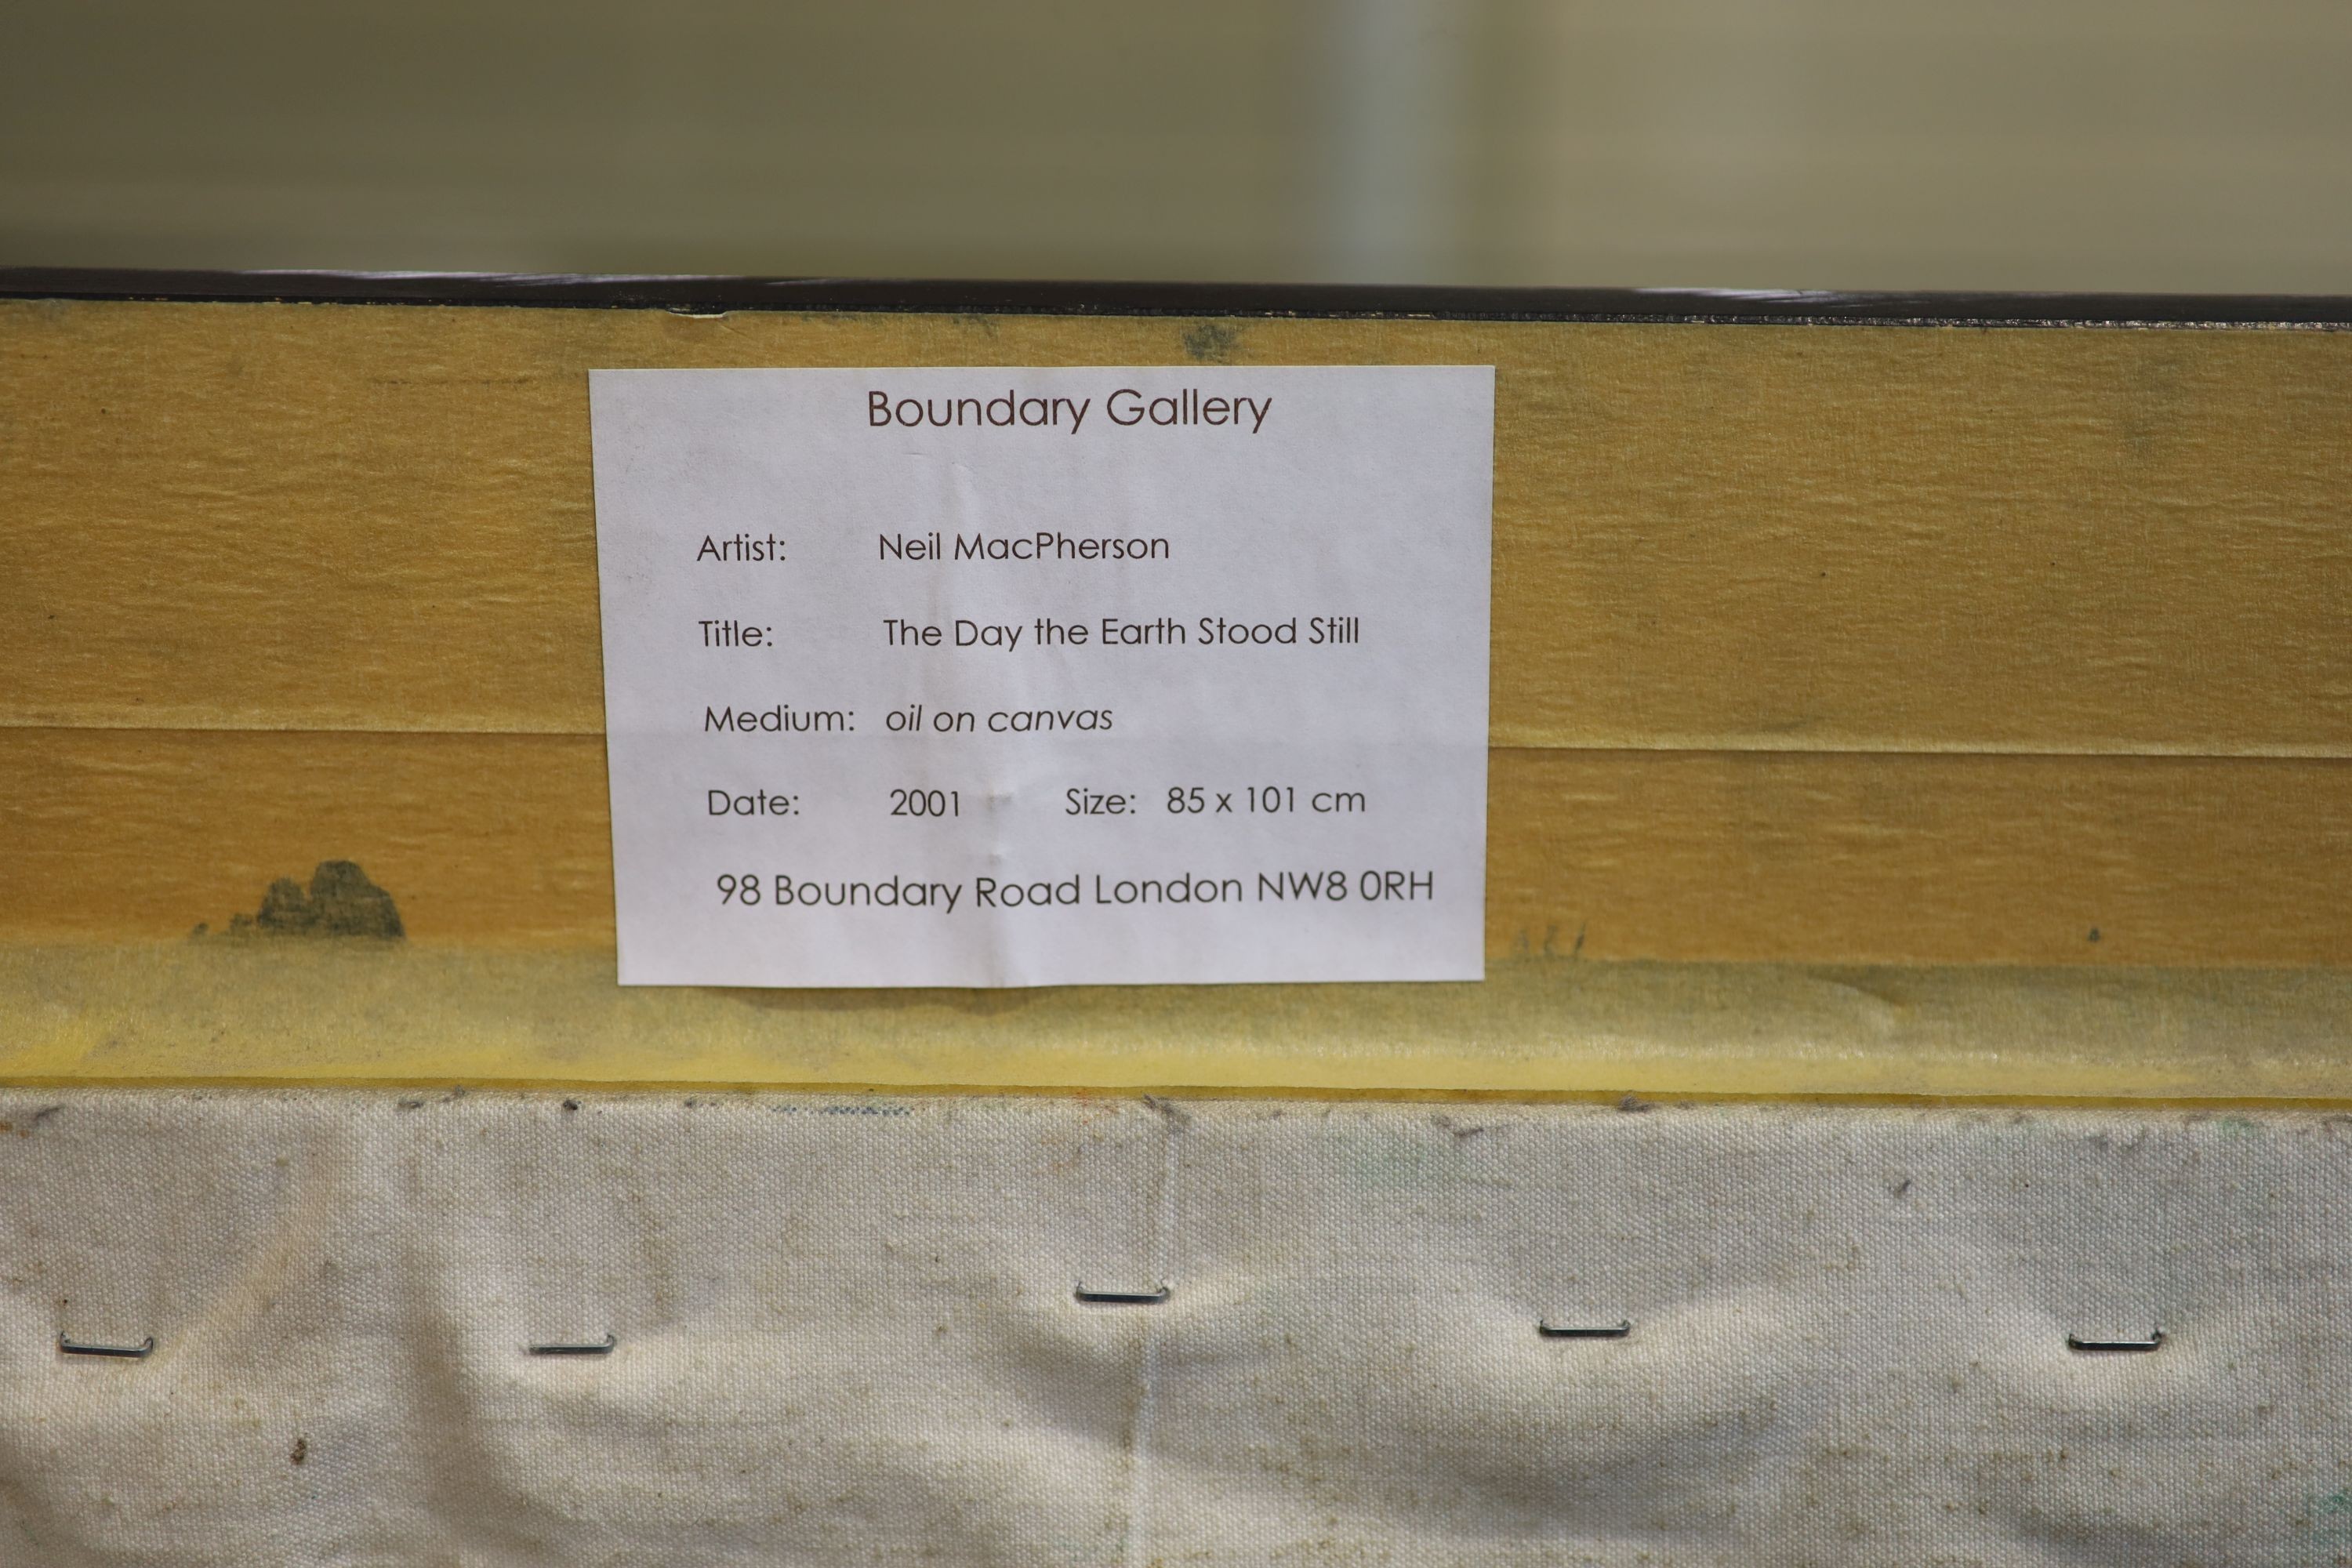 Boundary Gallery
Artist: Neil MacPherson
Title: The Day the Earth Stood Still
Medium: oil on canvas
Date: 2001 Size: 85 x 101 cm
98 Boundary Road London NW8 0RH